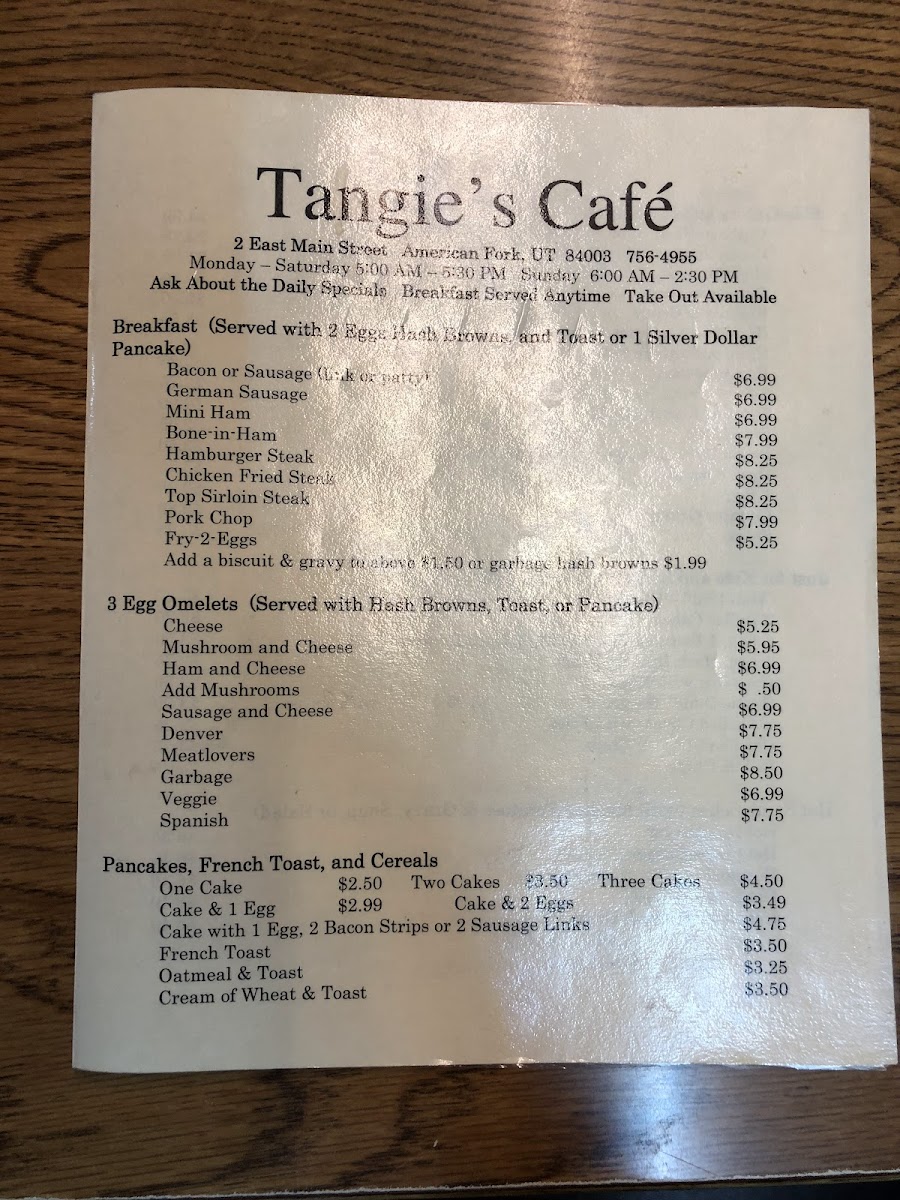 Tangie's Café
2 East Main Street American Fork, UT 84003 756-4955
Monday – Saturday 5:00 AM – 5:30 PM Sunday 6:00 AM – 2:30 PM
Ask About the Daily Specials Breakfast Served Anytime Take Out Available
Breakfast (Served with 2 Eggs Hash Browns, and Toast or 1 Silver Dollar
Pancake)
Bacon or Sausage (Link or patty) $6.99
German Sausage $6.99
Mini Ham $6.99
Bone-in-Ham $7.99
Hamburger Steak $8.25
Chicken Fried Steak $8.25
Top Sirloin Steak $8.25
Pork Chop $7.99
Fry-2-Eggs $5.25
Add a biscuit & gravy to above $1.50 or garbage hash browns $1.99
3 Egg Omelets (Served with Hash Browns, Toast, or Pancake)
Cheese $5.25
Mushroom and Cheese $5.95
Ham and Cheese $6.99
Add Mushrooms $ .50
Sausage and Cheese $6.99
Denver $7.75
Meatlovers $7.75
Garbage $8.50
Veggie $6.99
Spanish $7.75
Pancakes, French Toast, and Cereals
One Cake $2.50 Two Cakes $3.50 Three Cakes $4.50
Cake & 1 Egg $2.99 Cake & 2 Eggs $3.49
Cake with 1 Egg, 2 Bacon Strips or 2 Sausage Links $4.75
French Toast $3.50
Oatmeal & Toast $3.25
Cream of Wheat & Toast $3.50